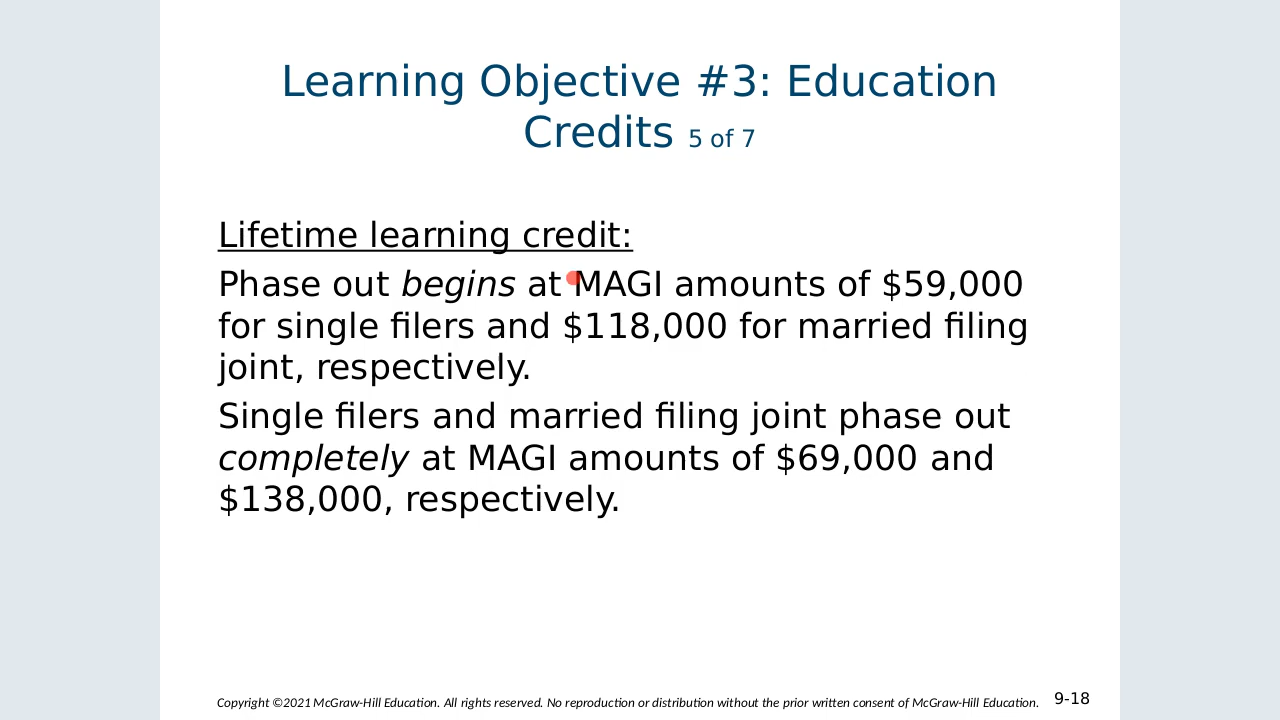 Learning Objective #3: Education
Credits 5 of 7
Lifetime learning credit:
Phase out begins at MAGI amounts of $59,000
for single filers and $118,000 for married filing
joint, respectively.
Single filers and married filing joint phase out
completely at MAGI amounts of $69,000 and
$138,000, respectively.
Copyright ©2021 McGraw-Hill Education. All rights reserved. No reproduction or distribution without the prior written consent of McGraw-Hill Education.
9-18